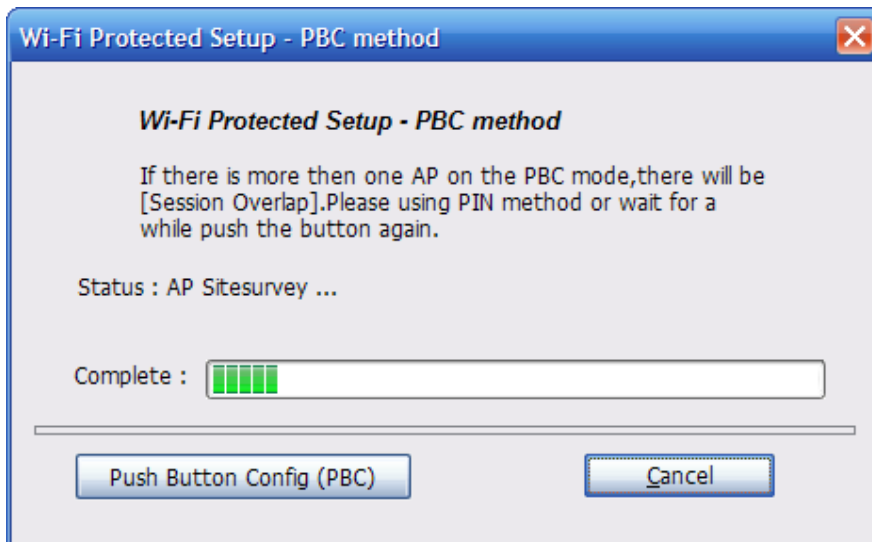 Wi-Fi Protected Setup - PBC method
Wi-Fi Protected Setup - PBC method
If there is more then one AP on the PBC mode,there will be
[Session Overlap].Please using PIN method or wait for a
while push the button again.
Status : AP Sitesurvey ...
Complete :
Push Button Config (PBC)
Cancel